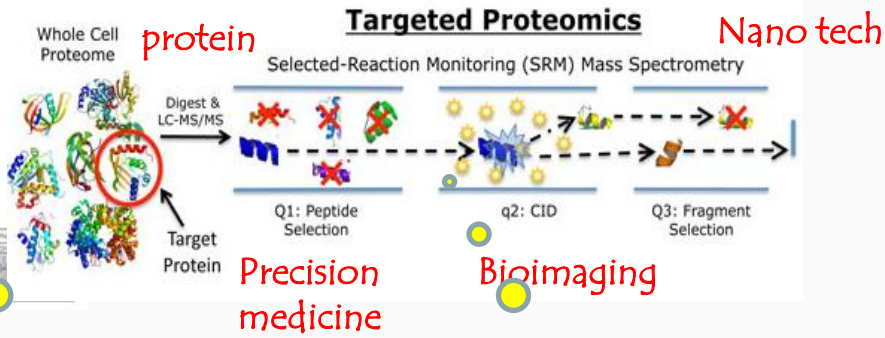 Targeted Proteomics
Whole Cell
Proteome
protein
Nano tech
Selected-Reaction Monitoring (SRM) Mass Spectrometry
Digest &
LC-MS/MS
Target
Protein
Q1: Peptide
Selection
q2: CID
Q3: Fragment
Selection
Precision
medicine
Bioimaging